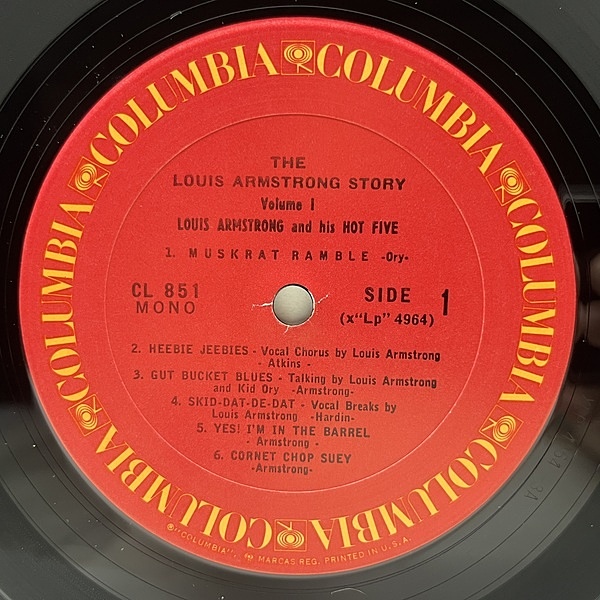 COLUMBIA COLUMBIA COLUMBIA COLUMBIA COLUMBIA COLUMBIA
THE
LOUIS ARMSTRONG STORY
Volume 1
LOUIS ARMSTRONG and his HOT FIVE
1. MUSKRAT RAMBLE -Ory-
CL 851
MONO
SIDE 1
(x"Lp" 4964)
2. HEEBIE JEEBIES - Vocal Chorus by Louis Armstrong
- Atkins -
3. GUT BUCKET BLUES - Talking by Louis Armstrong
and Kid Ory -Armstrong-
4. SKID-DAT-DE-DAT - Vocal Breaks by
Louis Armstrong -Hardin-
5. YES! I'M IN THE BARREL
- Armstrong -
6. CORNET CHOP SUEY
-Armstrong-
®"COLUMBIA", MARCAS REG. PRINTED IN U.S.A.